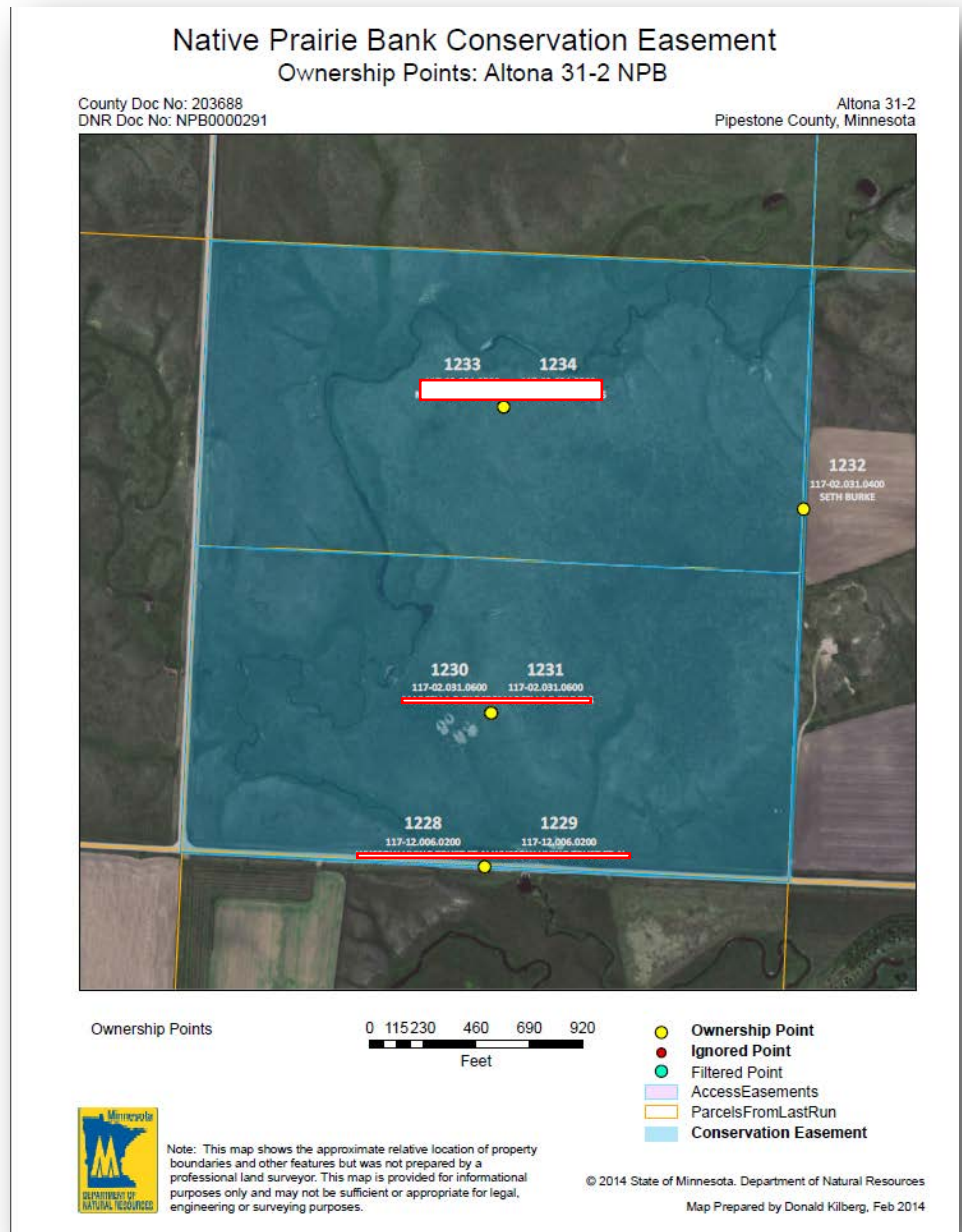 Native Prairie Bank Conservation Easement
Ownership Points: Altona 31-2 NPB
County Doc No: 203688
DNR Doc No: NPB0000291
Altona 31-2
Pipestone County, Minnesota
1233 1234
1232
117-02.031.0400
SETH BURKE
1230 1231
117-02.031.0600 117-02.031.0600
1228 1229
117-12.006.0200 117-12.006.0200
Ownership Points
0 115 230 460 690 920
Feet
Ownership Point
Ignored Point
Filtered Point
AccessEasements
ParcelsFromLastRun
Conservation Easement
Minnesota
DEPARTMENT OF
NATURAL RESOURCES
Note: This map shows the approximate relative location of property
boundaries and other features but was not prepared by a
professional land surveyor. This map is provided for informational
purposes only and may not be sufficient or appropriate for legal,
engineering or surveying purposes.
© 2014 State of Minnesota. Department of Natural Resources
Map Prepared by Donald Kilberg, Feb 2014